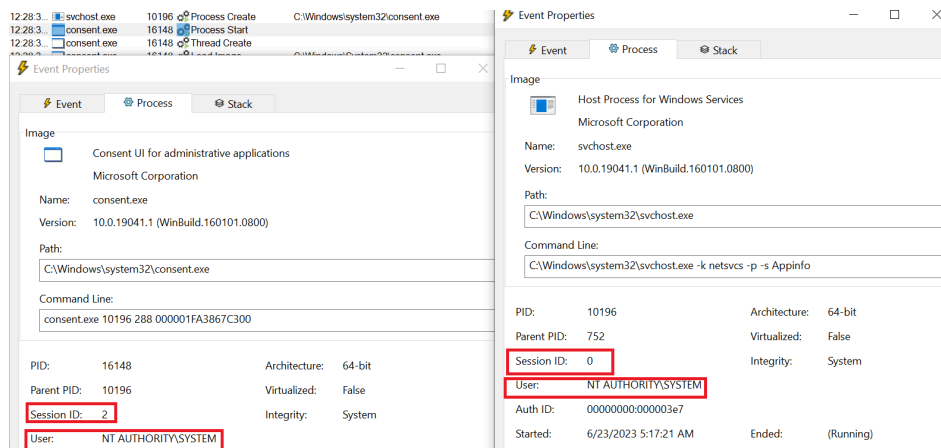 12:28:3... svchost.exe 10196 Process Create C:\Windows\system32\consent.exe
12:28:3... consent.exe 16148 Process Start
12:28:3... consent.exe 16148 Thread Create
Event Properties
Event Process Stack
Image
Consent UI for administrative applications
Microsoft Corporation
Name: consent.exe
Version: 10.0.19041.1 (WinBuild.160101.0800)
Path:
C:\Windows\system32\consent.exe
Command Line:
consent.exe 10196 288 000001FA3867C300
PID: 16148 Architecture: 64-bit
Parent PID: 10196 Virtualized: False
Session ID: 2 Integrity: System
User: NT AUTHORITY\SYSTEM
Event Properties
Event Process Stack
Image
Host Process for Windows Services
Microsoft Corporation
Name: svchost.exe
Version: 10.0.19041.1 (WinBuild.160101.0800)
Path:
C:\Windows\system32\svchost.exe
Command Line:
C:\Windows\system32\svchost.exe -k netsvcs -p -s Appinfo
PID: 10196 Architecture: 64-bit
Parent PID: 752 Virtualized: False
Session ID: 0 Integrity: System
User: NT AUTHORITY\SYSTEM
Auth ID: 00000000:000003e7
Started: 6/23/2023 5:17:21 AM Ended: (Running)